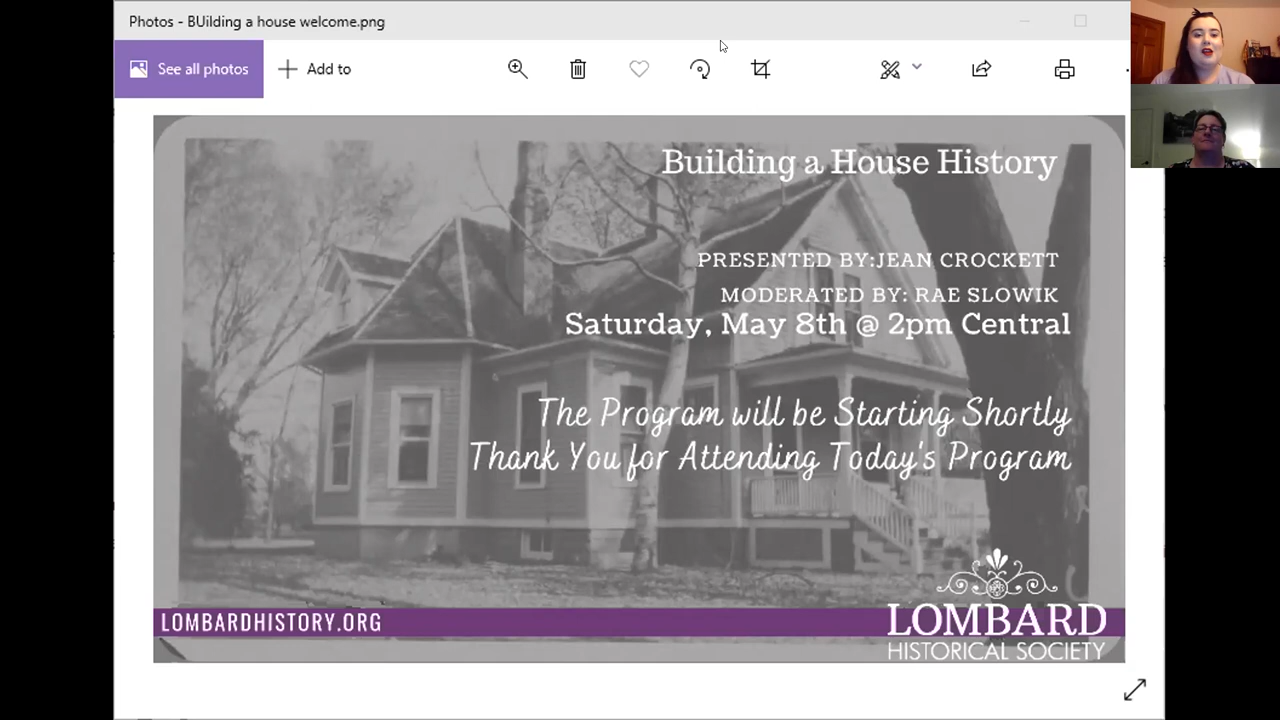 Photos - BUilding a house welcome.png
See all photos
Add to
Building a House History
PRESENTED BY:JEAN CROCKETT
MODERATED BY: RAE SLOWIK
Saturday, May 8th @ 2pm Central
The Program will be Starting Shortly
Thank You for Attending Today's Program
LOMBARDHISTORY.ORG
LOMBARD
HISTORICAL SOCIETY